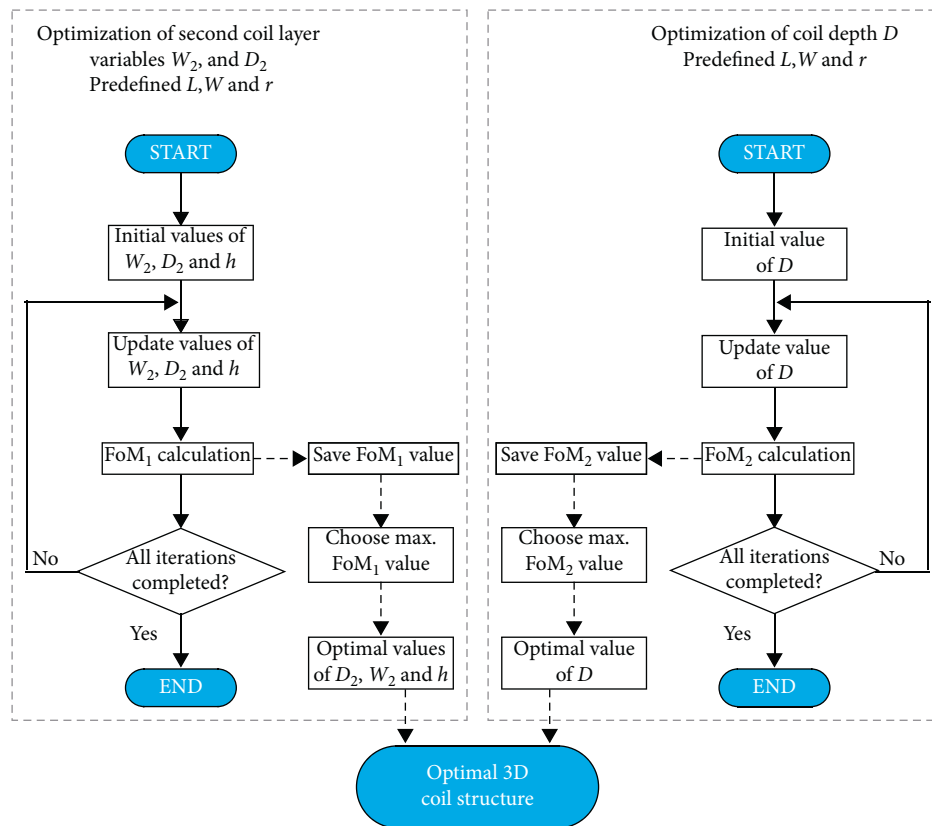 Optimization of second coil layer
variables W₂, and D₂
Predefined L,W and r
START
Initial values of
W₂, D₂ and h
Update values of
W₂, D₂ and h
FoM₁ calculation
Save FoM₁ value
No
All iterations
completed?
Choose max.
FoM₁ value
Yes
Optimal values
of D₂, W₂ and h
END
Optimization of coil depth D
Predefined L,W and r
START
Initial value
of D
Update value
of D
Save FoM₂ value
FoM₂ calculation
Choose max.
FoM₂ value
All iterations
completed?
No
Yes
Optimal value
of D
END
Optimal 3D
coil structure